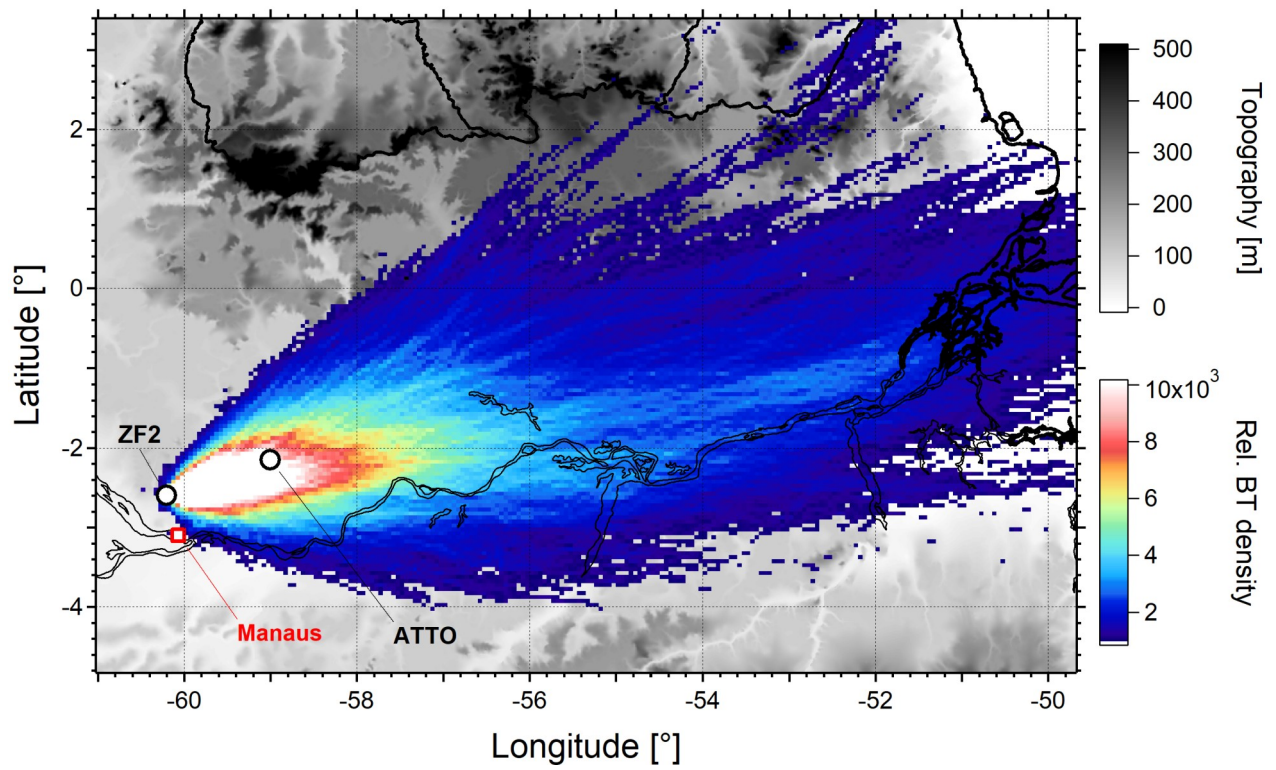 500
400
300
200
100
0
Topography [m]
2
0
-2
-4
Latitude [°]
ZF2
Manaus
ATTO
10x10³
8
6
4
2
Rel. BT density
-60
-58
-56
-54
-52
-50
Longitude [°]